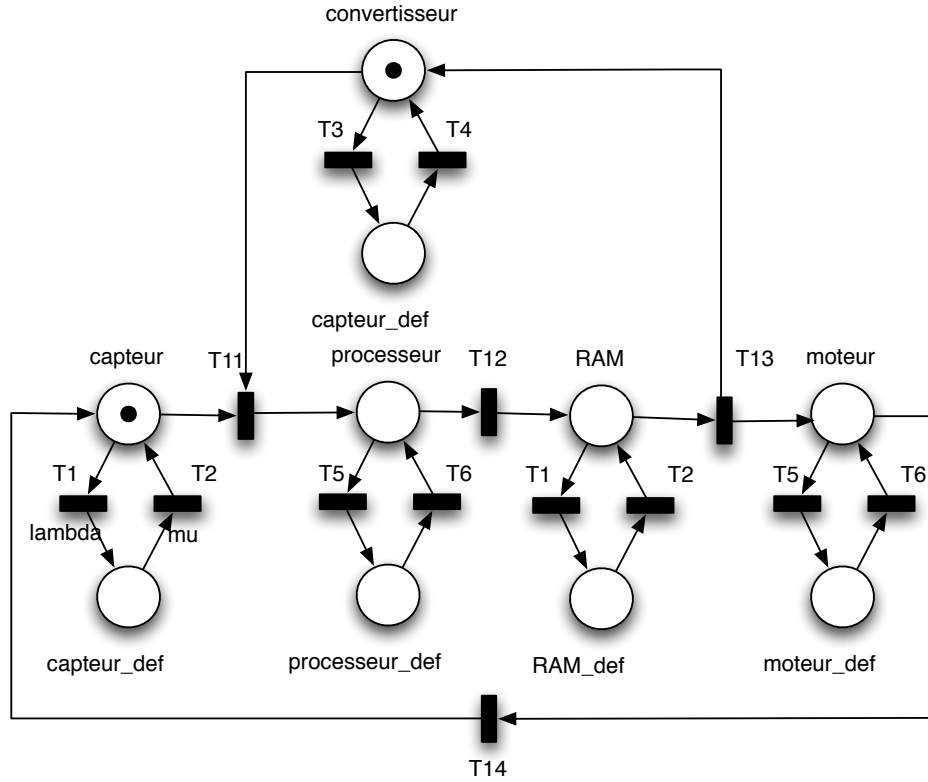 convertisseur
T3
T4
capteur_def
capteur
T11
processeur
T12
RAM
T13
moteur
T1
T2
T5
T6
T1
T2
T5
T6
lambda
mu
capteur_def
processeur_def
RAM_def
moteur_def
T14